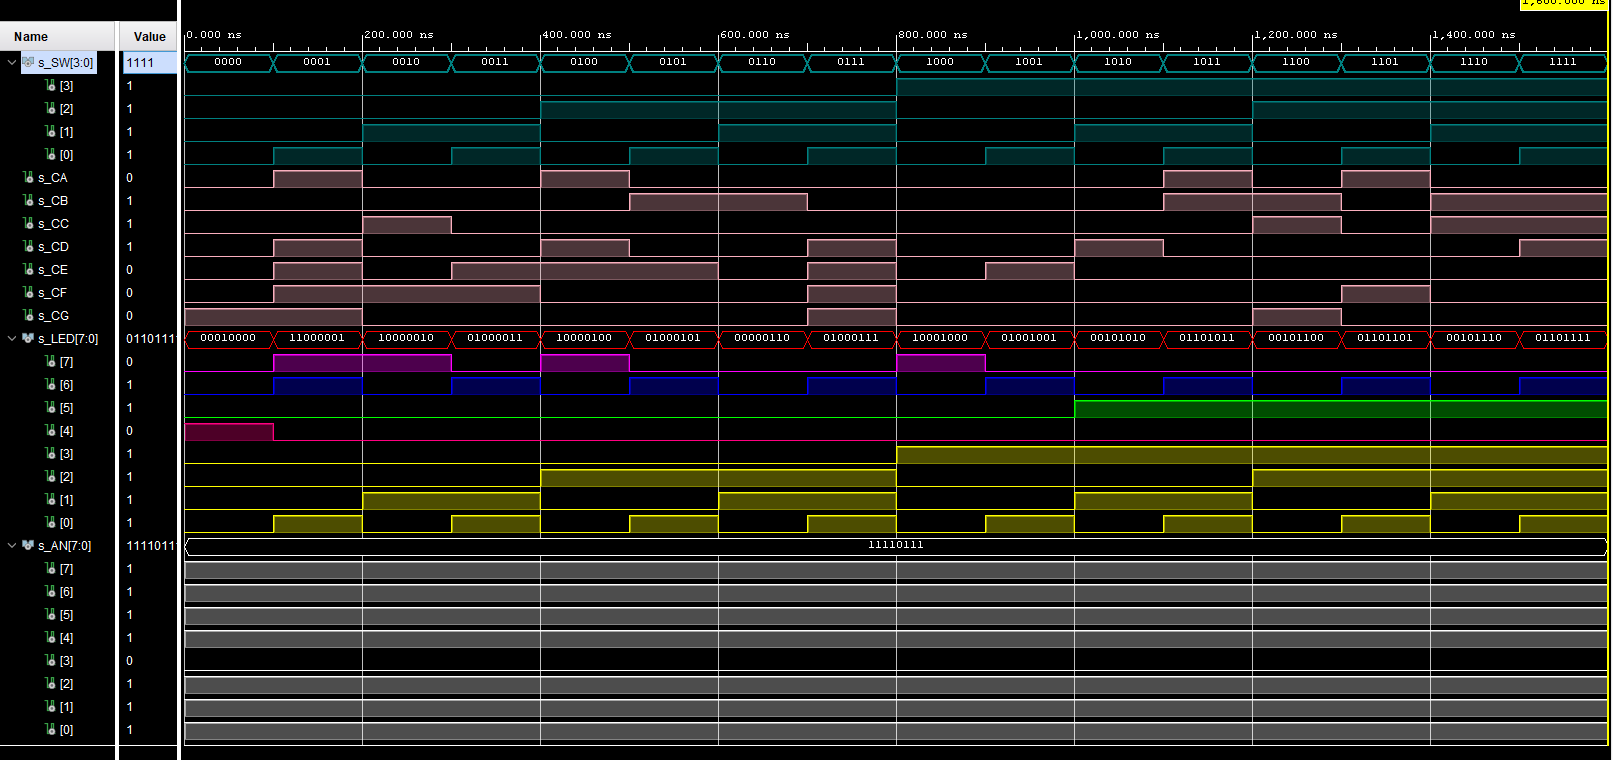 1,600.000 ns
Name Value
0.000 ns 200.000 ns 400.000 ns 600.000 ns 800.000 ns 1,000.000 ns 1,200.000 ns 1,400.000 ns
s_SW[3:0] 1111 0000 0001 0010 0011 0100 0101 0110 0111 1000 1001 1010 1011 1100 1101 1110 1111
[3] 1
[2] 1
[1] 1
[0] 1
s_CA 0
s_CB 1
s_CC 1
s_CD 1
s_CE 0
s_CF 0
s_CG 0
s_LED[7:0] 01101111 00010000 11000001 10000010 01000011 10000100 01000101 00000110 01000111 10001000 01001001 00101010 01101011 00101100 01101101 00101110 01101111
[7] 0
[6] 1
[5] 1
[4] 0
[3] 1
[2] 1
[1] 1
[0] 1
s_AN[7:0] 11110111 11110111
[7] 1
[6] 1
[5] 1
[4] 1
[3] 0
[2] 1
[1] 1
[0] 1